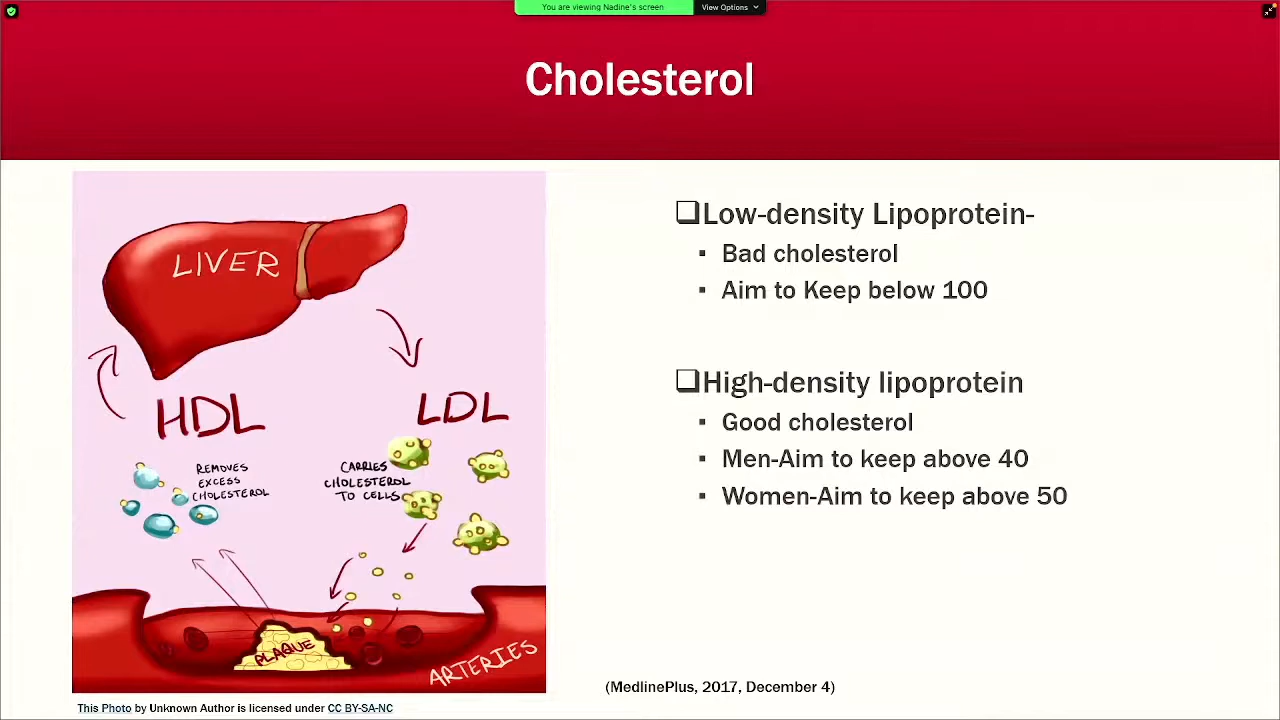 You are viewing Nadine's screen
View Options
Cholesterol
LIVER
HDL
LDL
REMOVES
EXCESS
CHOLESTEROL
CARRIES
CHOLESTEROL
TO CELLS
PLAQUE
ARTERIES
This Photo by Unknown Author is licensed under CC BY-SA-NC
Low-density Lipoprotein-
▪ Bad cholesterol
▪ Aim to Keep below 100
High-density lipoprotein
▪ Good cholesterol
▪ Men-Aim to keep above 40
▪ Women-Aim to keep above 50
(MedlinePlus, 2017, December 4)